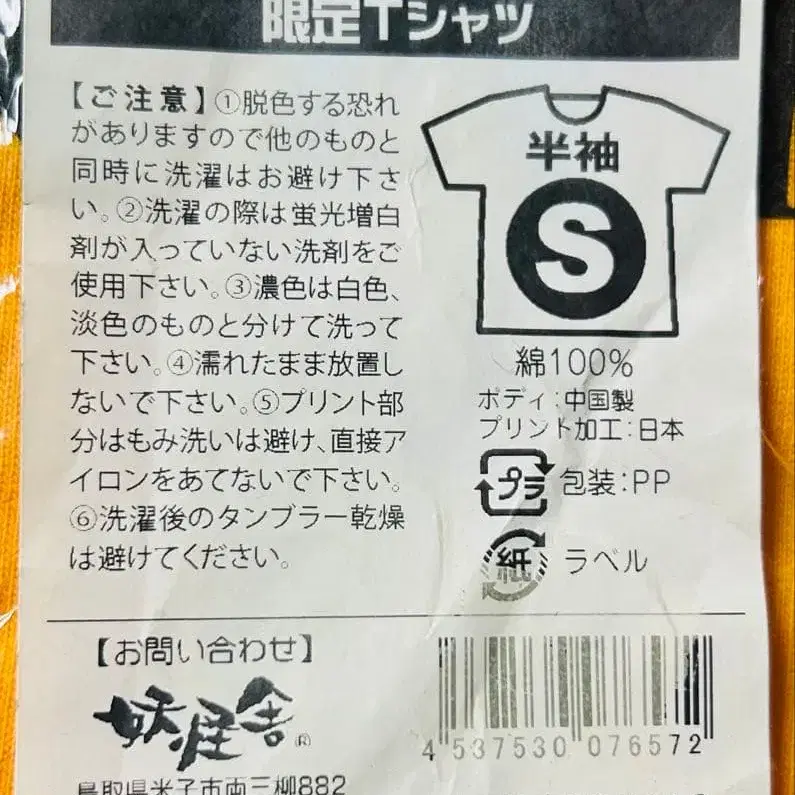 限定Tシャツ
【ご注意】①脱色する恐れ
がありますので他のものと
同時に洗濯はお避け下さ
い。②洗濯の際は蛍光増白
剤が入っていない洗剤をご
使用下さい。③濃色は白色、
淡色のものと分けて洗って
下さい。④濡れたまま放置し
ないで下さい。⑤プリント部
分はもみ洗いは避け、直接ア
イロンをあてないで下さい。
⑥洗濯後のタンブラー乾燥
は避けてください。
半袖
S
綿100%
ボディ:中国製
プリント加工:日本
プラ 包装:PP
紙 ラベル
【お問い合わせ】
妖怪舎®
鳥取県米子市両三柳882
4 537530 076572